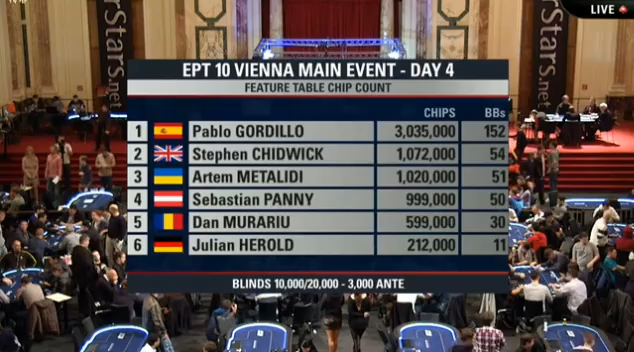 LIVE
Stars.net
Stars.net
EPT 10 VIENNA MAIN EVENT - DAY 4
FEATURE TABLE CHIP COUNT
CHIPS BBs
1 Pablo GORDILLO 3,035,000 152
2 Stephen CHIDWICK 1,072,000 54
3 Artem METALIDI 1,020,000 51
4 Sebastian PANNY 999,000 50
5 Dan MURARIU 599,000 30
6 Julian HEROLD 212,000 11
BLINDS 10,000/20,000 - 3,000 ANTE